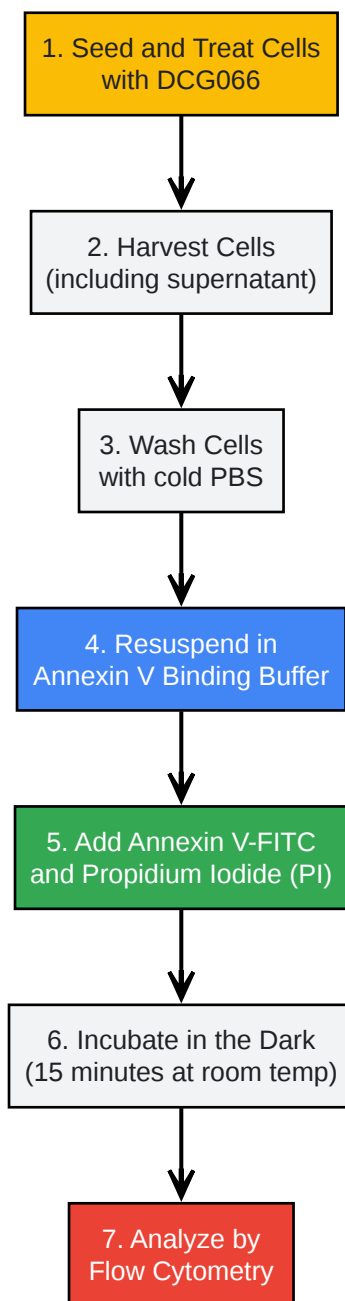 1. Seed and Treat Cells
with DCG066
2. Harvest Cells
(including supernatant)
3. Wash Cells
with cold PBS
4. Resuspend in
Annexin V Binding Buffer
5. Add Annexin V-FITC
and Propidium Iodide (PI)
6. Incubate in the Dark
(15 minutes at room temp)
7. Analyze by
Flow Cytometry